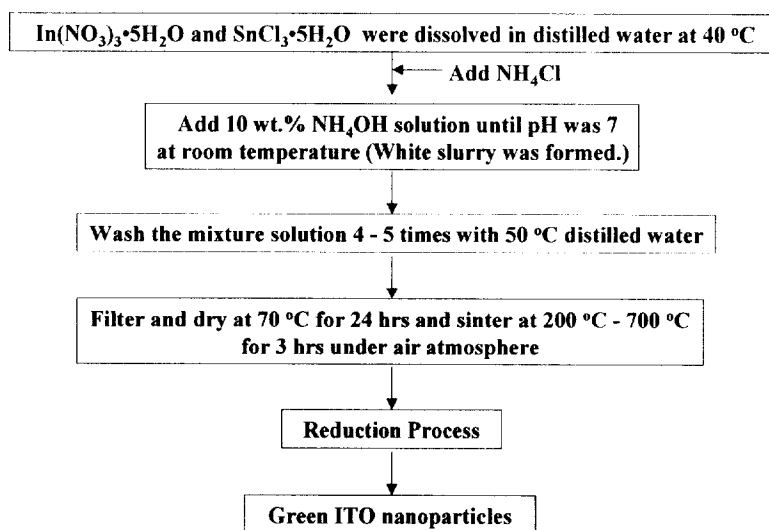 In(NO₃)₃•5H₂O and SnCl₃•5H₂O were dissolved in distilled water at 40 °C
Add NH₄Cl
Add 10 wt.% NH₄OH solution until pH was 7
at room temperature (White slurry was formed.)
Wash the mixture solution 4 - 5 times with 50 °C distilled water
Filter and dry at 70 °C for 24 hrs and sinter at 200 °C - 700 °C
for 3 hrs under air atmosphere
Reduction Process
Green ITO nanoparticles